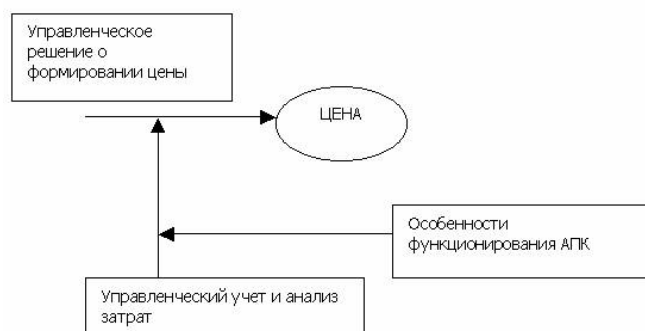 Управленческое
решение о
формировании цены
ЦЕНА
Особенности
функционирования АПК
Управленческий учет и анализ
затрат